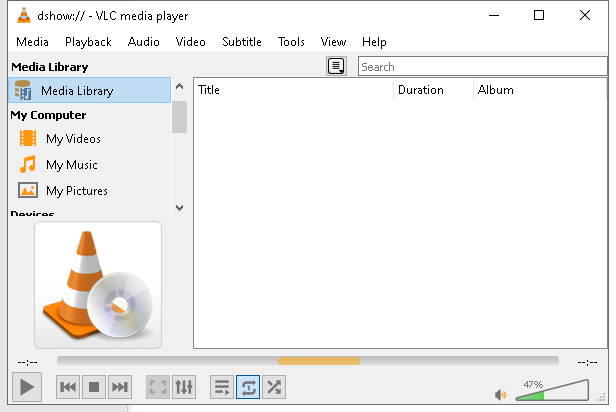 dshow:// - VLC media player
Media Playback Audio Video Subtitle Tools View Help
Media Library
Search
Media Library
Title Duration Album
My Computer
My Videos
My Music
My Pictures
Devices
--:-- --:--
47%